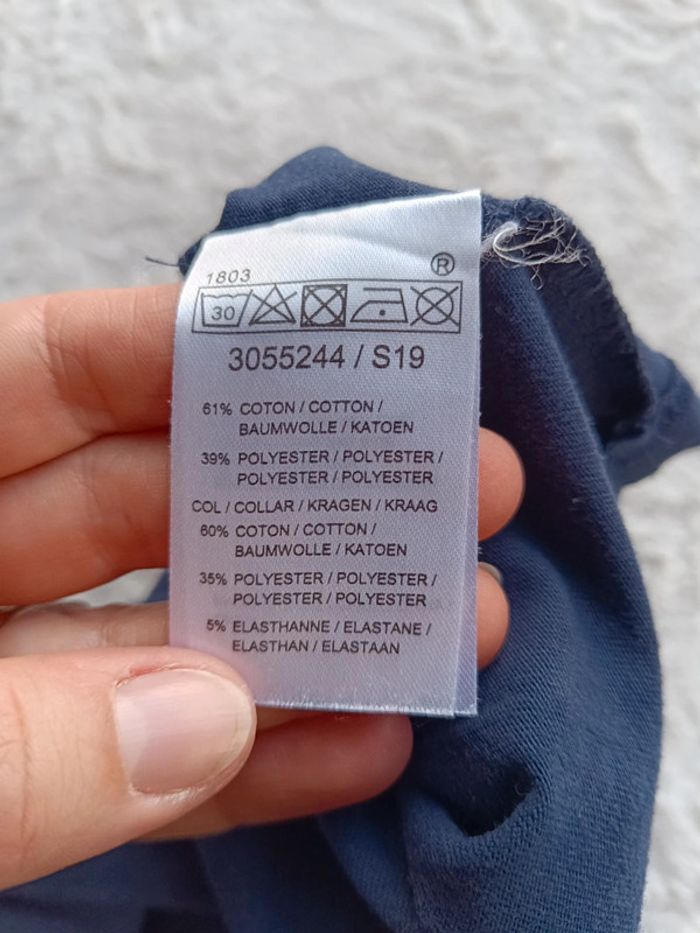 1803 ®
30
3055244 / S19
61% COTON / COTTON /
BAUMWOLLE / KATOEN
39% POLYESTER / POLYESTER /
POLYESTER / POLYESTER
COL / COLLAR / KRAGEN / KRAAG
60% COTON / COTTON /
BAUMWOLLE / KATOEN
35% POLYESTER / POLYESTER /
POLYESTER / POLYESTER
5% ELASTHANNE / ELASTANE /
ELASTHAN / ELASTAAN